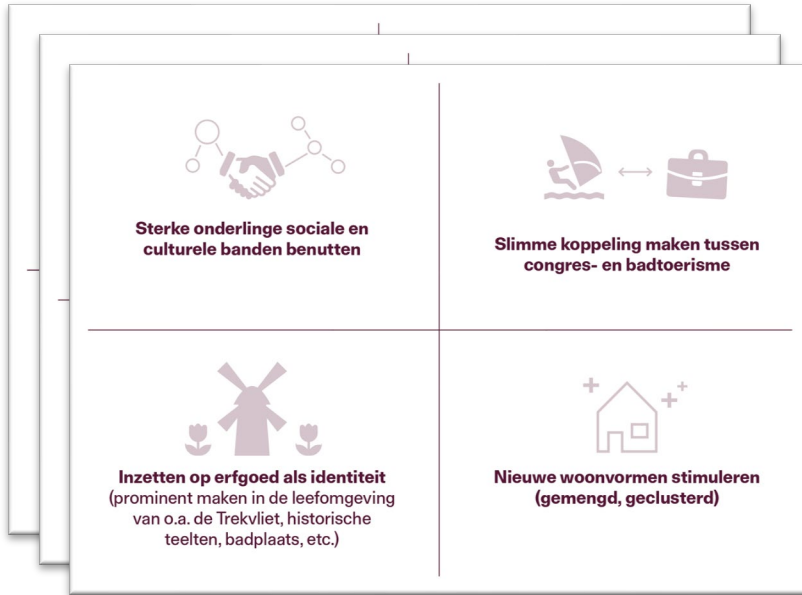 Sterke onderlinge sociale en
culturele banden benutten
Slimme koppeling maken tussen
congres- en badtoerisme
Inzetten op erfgoed als identiteit
(prominent maken in de leefomgeving
van o.a. de Trekvliet, historische
teelten, badplaats, etc.)
Nieuwe woonvormen stimuleren
(gemengd, geclusterd)